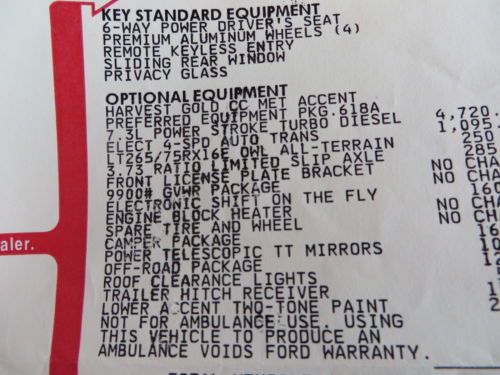 KEY STANDARD EQUIPMENT
6-WAY POWER DRIVER'S SEAT
PREMIUM ALUMINUM WHEELS (4)
REMOTE KEYLESS ENTRY
SLIDING REAR WINDOW
PRIVACY GLASS
OPTIONAL EQUIPMENT
HARVEST GOLD CC MET ACCENT
PREFERRED EQUIPMENT PKG.618A
7.3L POWER STROKE TURBO DIESEL 4,720.
ELECT 4-SPD AUTO TRANS 1,095.
LT265/75RX16E OWL ALL-TERRAIN 950
3.73 RATIO LIMITED SLIP AXLE 285
FRONT LICENSE PLATE BRACKET NO CHA
9900# GVWR PACKAGE NO CHA
ELECTRONIC SHIFT ON THE FLY
ENGINE BLOCK HEATER NO CHA
SPARE TIRE AND WHEEL NO CHA
CAMPER PACKAGE
POWER TELESCOPIC TT MIRRORS
OFF-ROAD PACKAGE
ROOF CLEARANCE LIGHTS
TRAILER HITCH RECEIVER
LOWER ACCENT TWO-TONE PAINT
NOT FOR AMBULANCE USE. USING
THIS VEHICLE TO PRODUCE AN
AMBULANCE VOIDS FORD WARRANTY.
aler.